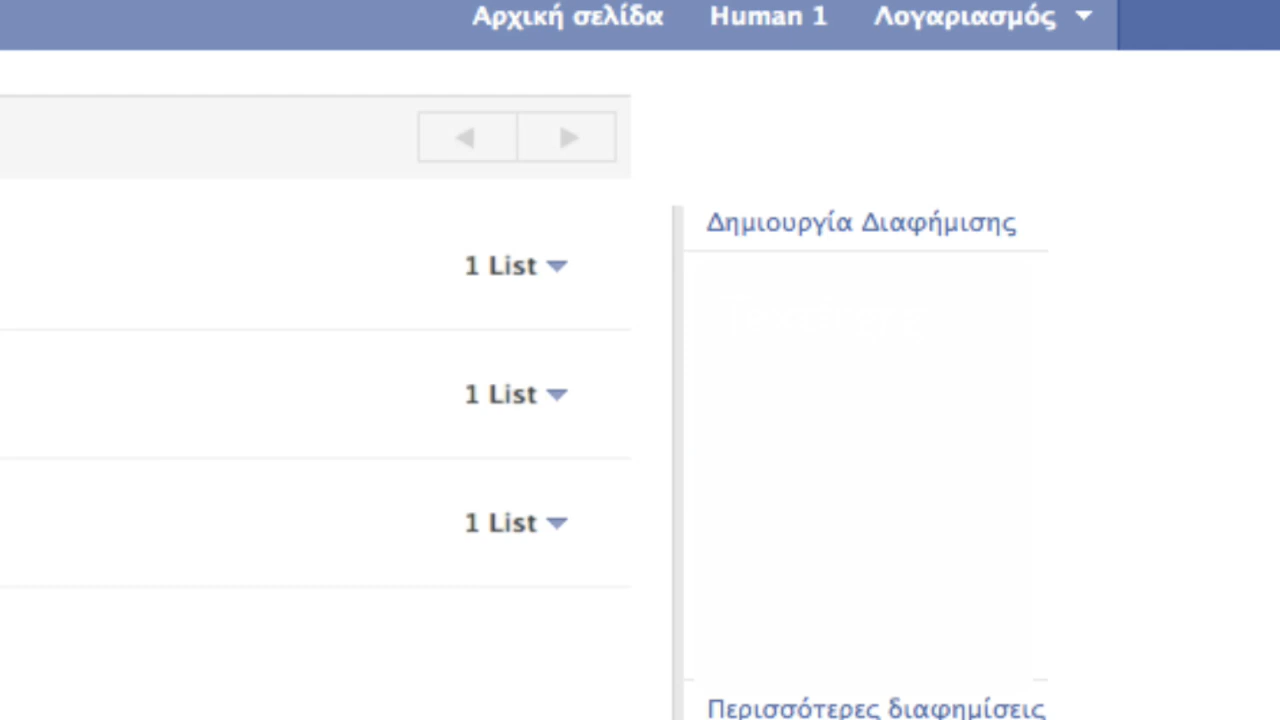 Αρχική σελίδα Human 1 Λογαριασμός
Δημιουργία Διαφήμισης
1 List
1 List
1 List
Περισσότερες διαφημίσεις